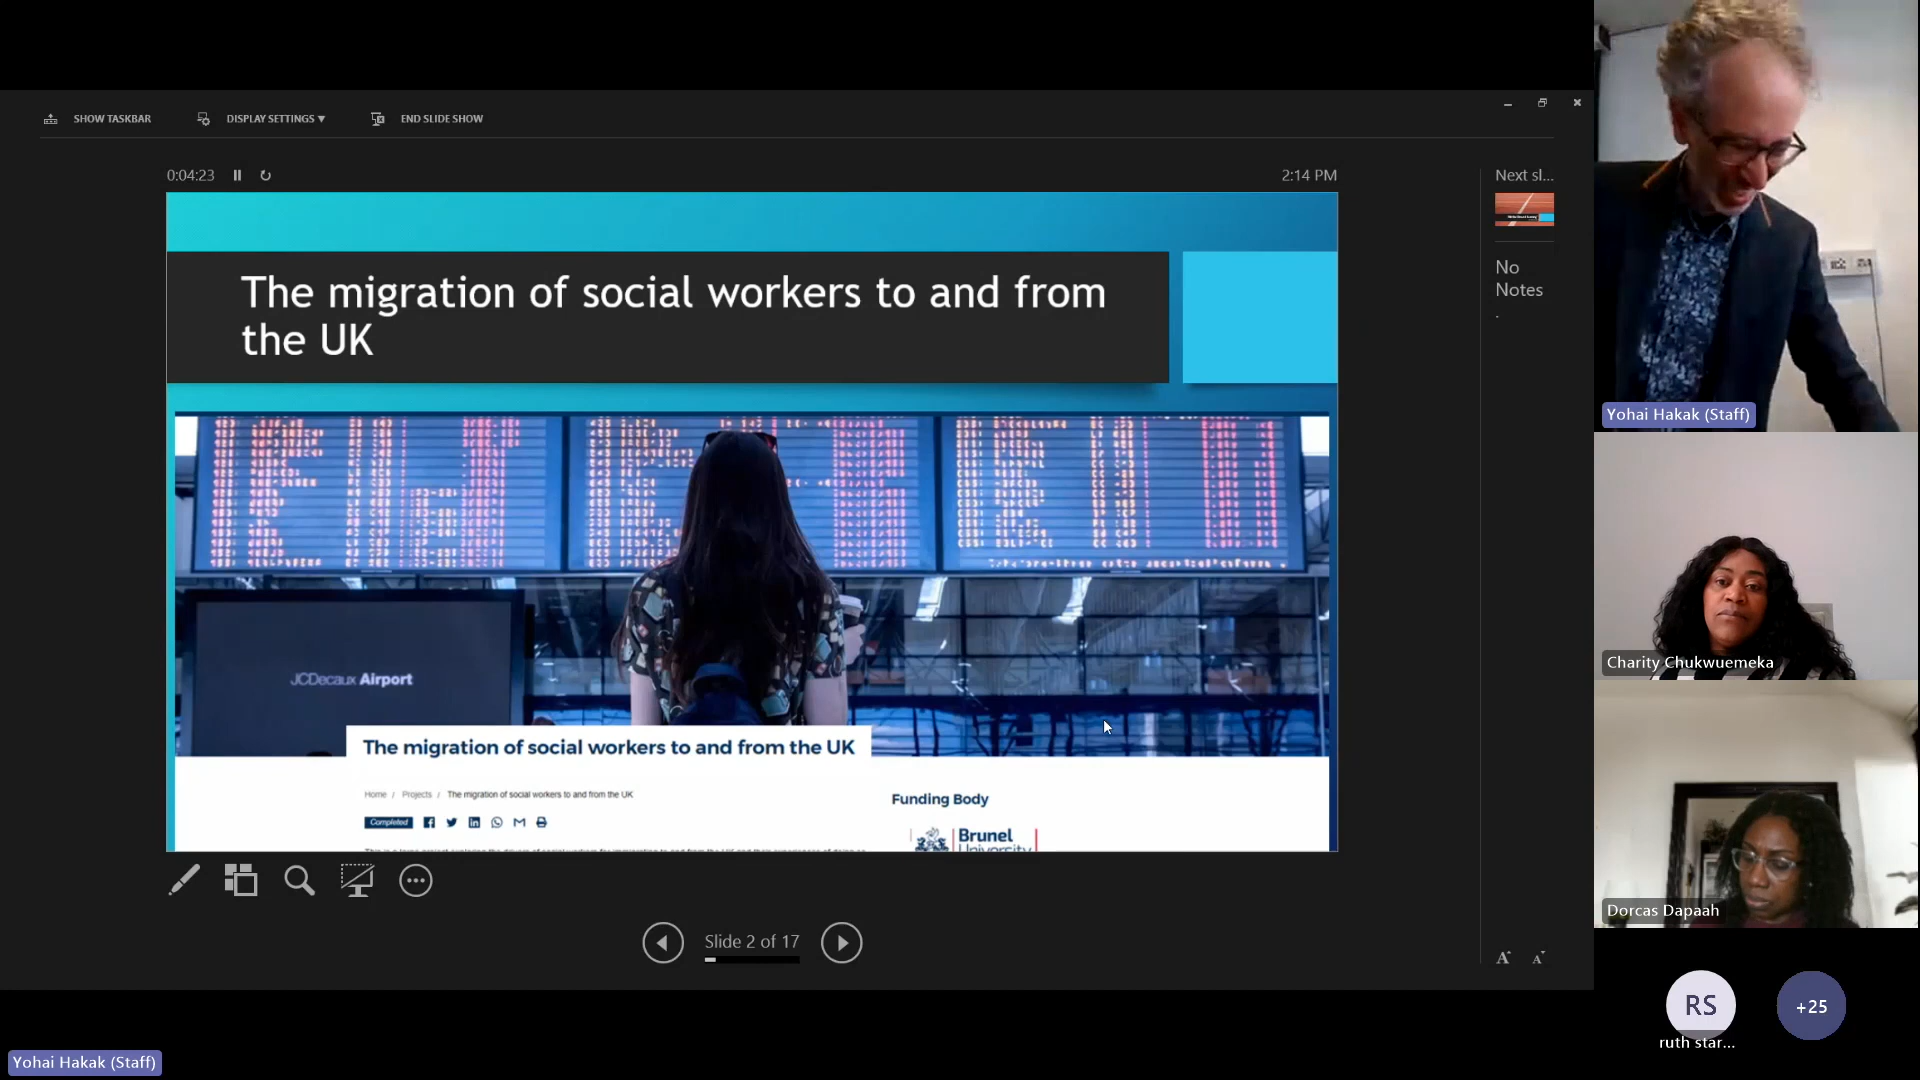 SHOW TASKBAR
DISPLAY SETTINGS ▼
END SLIDE SHOW
0:04:23
2:14 PM
Next sl...
The migration of social workers to and from
the UK
No
Notes
.
JCDecaux Airport
The migration of social workers to and from the UK
Home / Projects / The migration of social workers to and from the UK
Completed
Funding Body
Brunel
University
Slide 2 of 17
Yohai Hakak (Staff)
Charity Chukwuemeka
Dorcas Dapaah
RS
+25
ruth star...
Yohai Hakak (Staff)